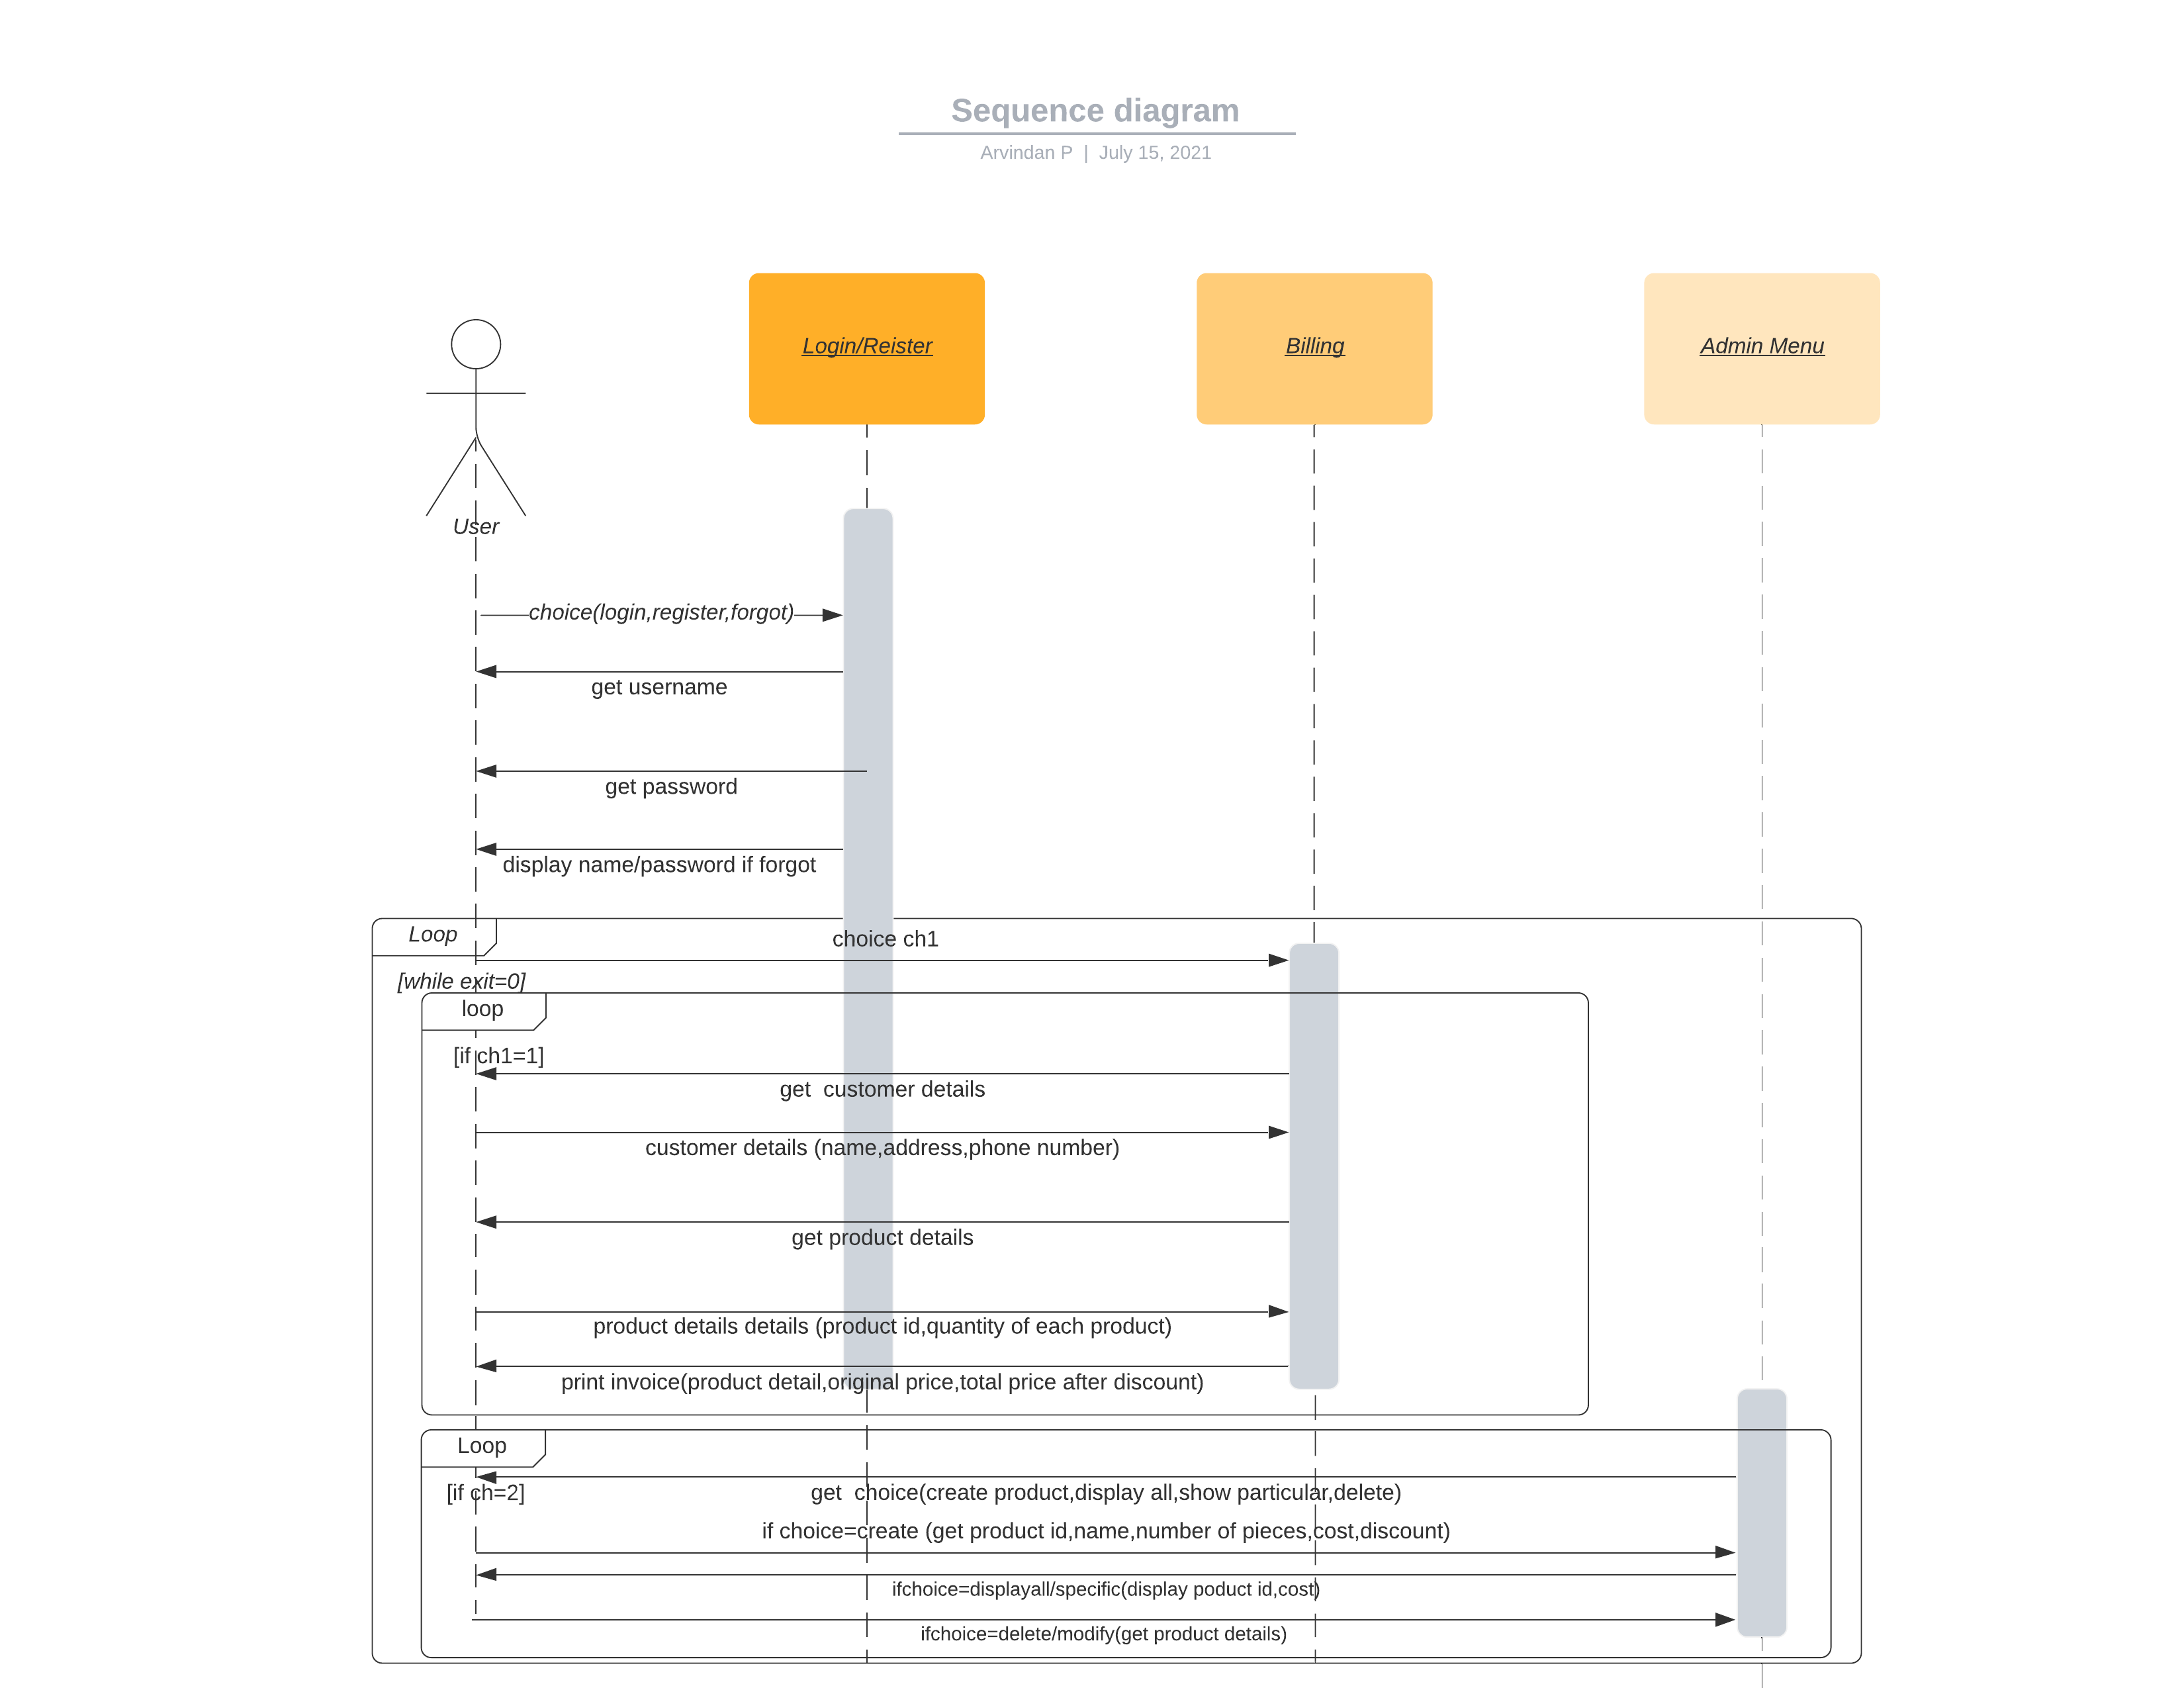 Sequence diagram
Arvindan P | July 15, 2021
Login/Reister
Billing
Admin Menu
User
choice(login,register,forgot)
get username
get password
display name/password if forgot
Loop
choice ch1
[while exit=0]
loop
[if ch1=1]
get  customer details
customer details (name,address,phone number)
get product details
product details details (product id,quantity of each product)
print invoice(product detail,original price,total price after discount)
Loop
[if ch=2]
get  choice(create product,display all,show particular,delete)
if choice=create (get product id,name,number of pieces,cost,discount)
ifchoice=displayall/specific(display poduct id,cost)
ifchoice=delete/modify(get product details)